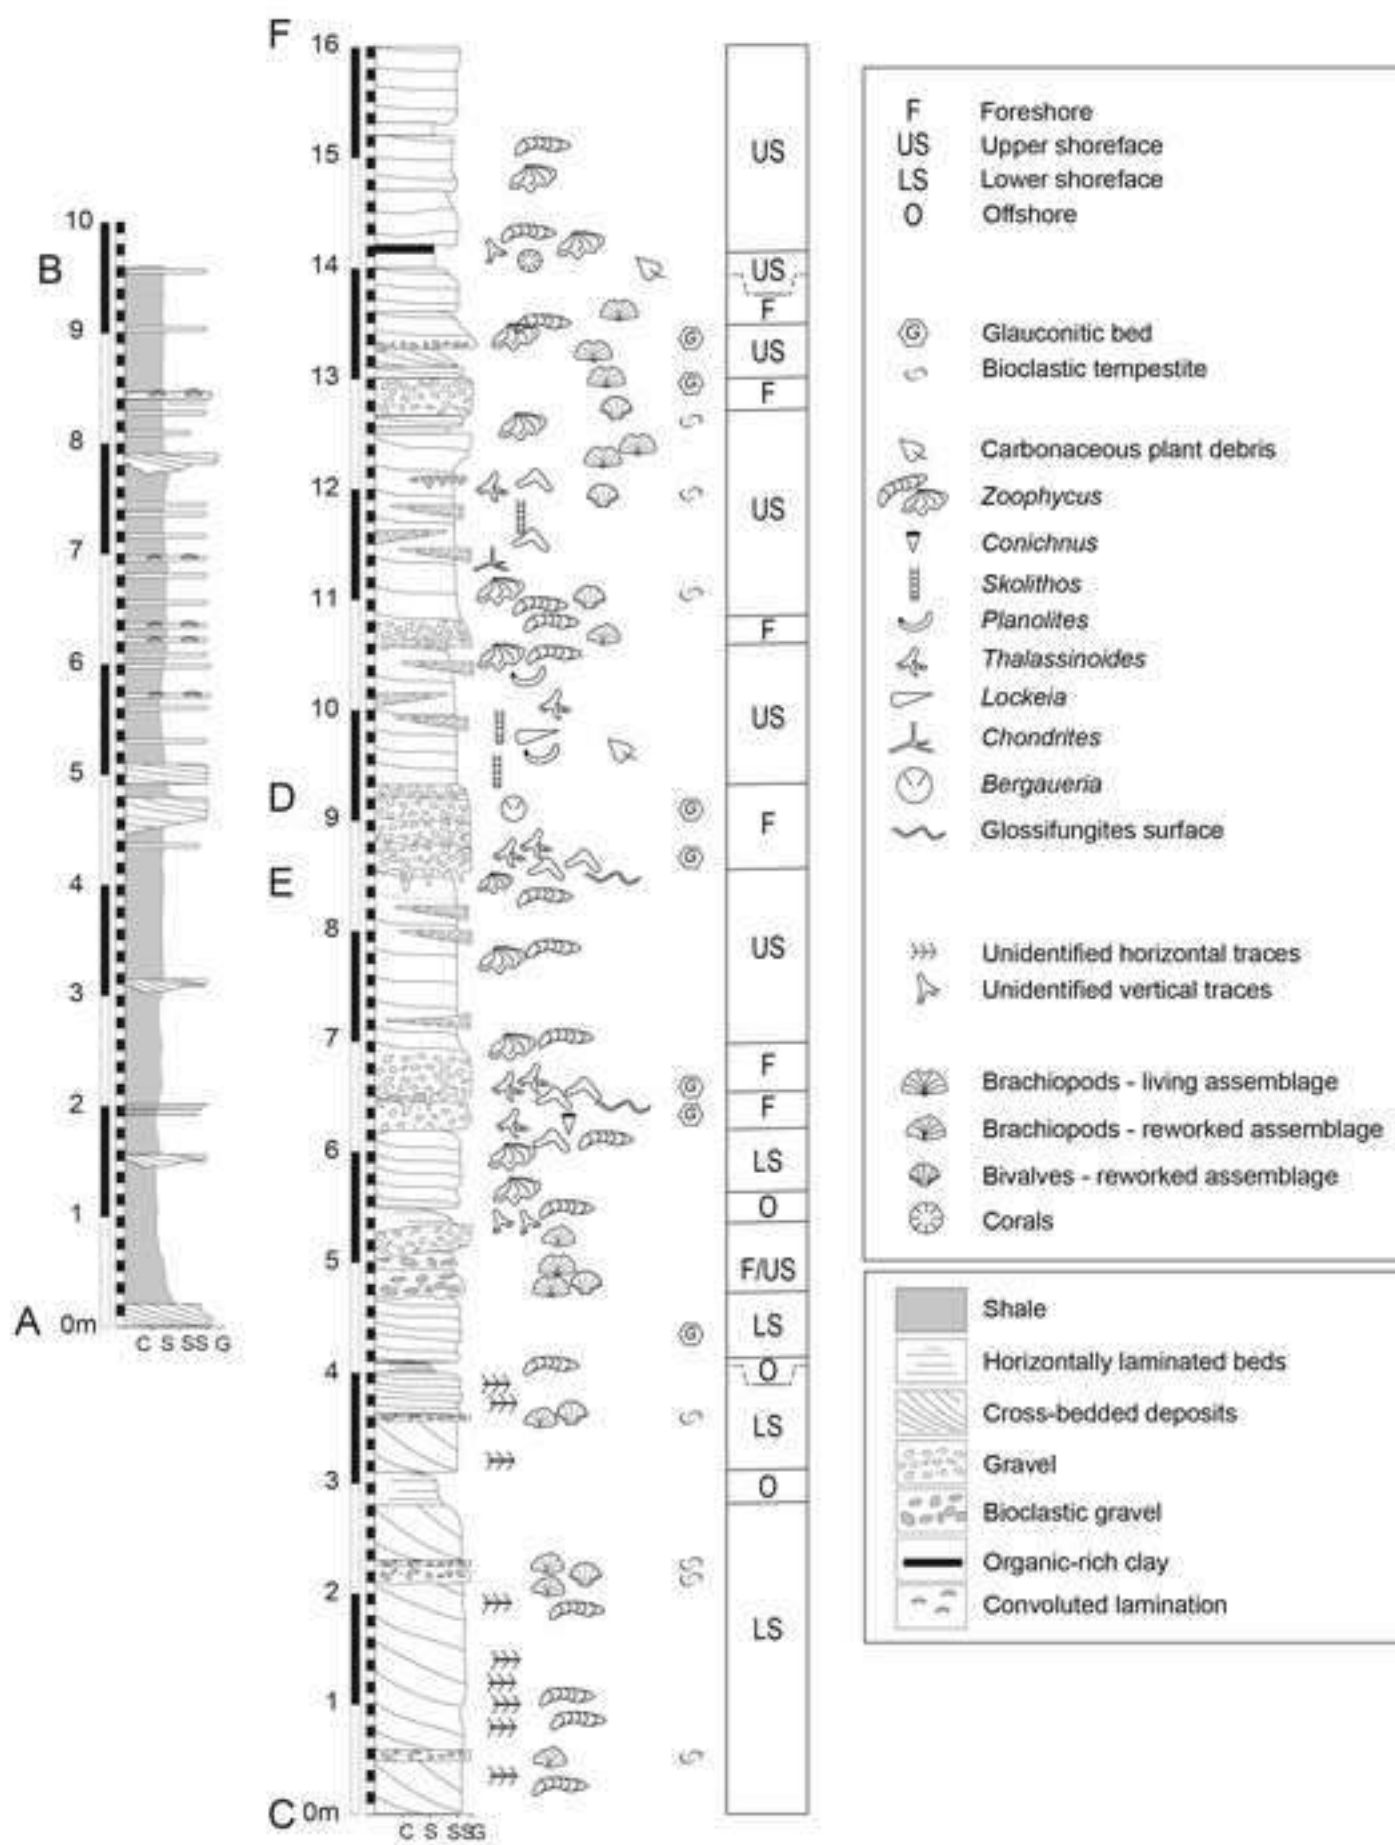 B
10
9
8
7
6
5
4
3
2
1
A 0m
C S SS G
F
16
15
14
13
12
11
10
D
9
E
8
7
6
5
4
3
2
1
C 0m
C S SSG
US
US
F
US
F
US
F
US
F
US
F
F
LS
O
F/US
LS
O
LS
O
LS
G
G
G
G
G
G
G
F Foreshore
US Upper shoreface
LS Lower shoreface
O Offshore
G Glauconitic bed
Bioclastic tempestite
Carbonaceous plant debris
Zoophycus
Conichnus
Skolithos
Planolites
Thalassinoides
Lockeia
Chondrites
Bergaueria
Glossifungites surface
Unidentified horizontal traces
Unidentified vertical traces
Brachiopods - living assemblage
Brachiopods - reworked assemblage
Bivalves - reworked assemblage
Corals
Shale
Horizontally laminated beds
Cross-bedded deposits
Gravel
Bioclastic gravel
Organic-rich clay
Convoluted lamination